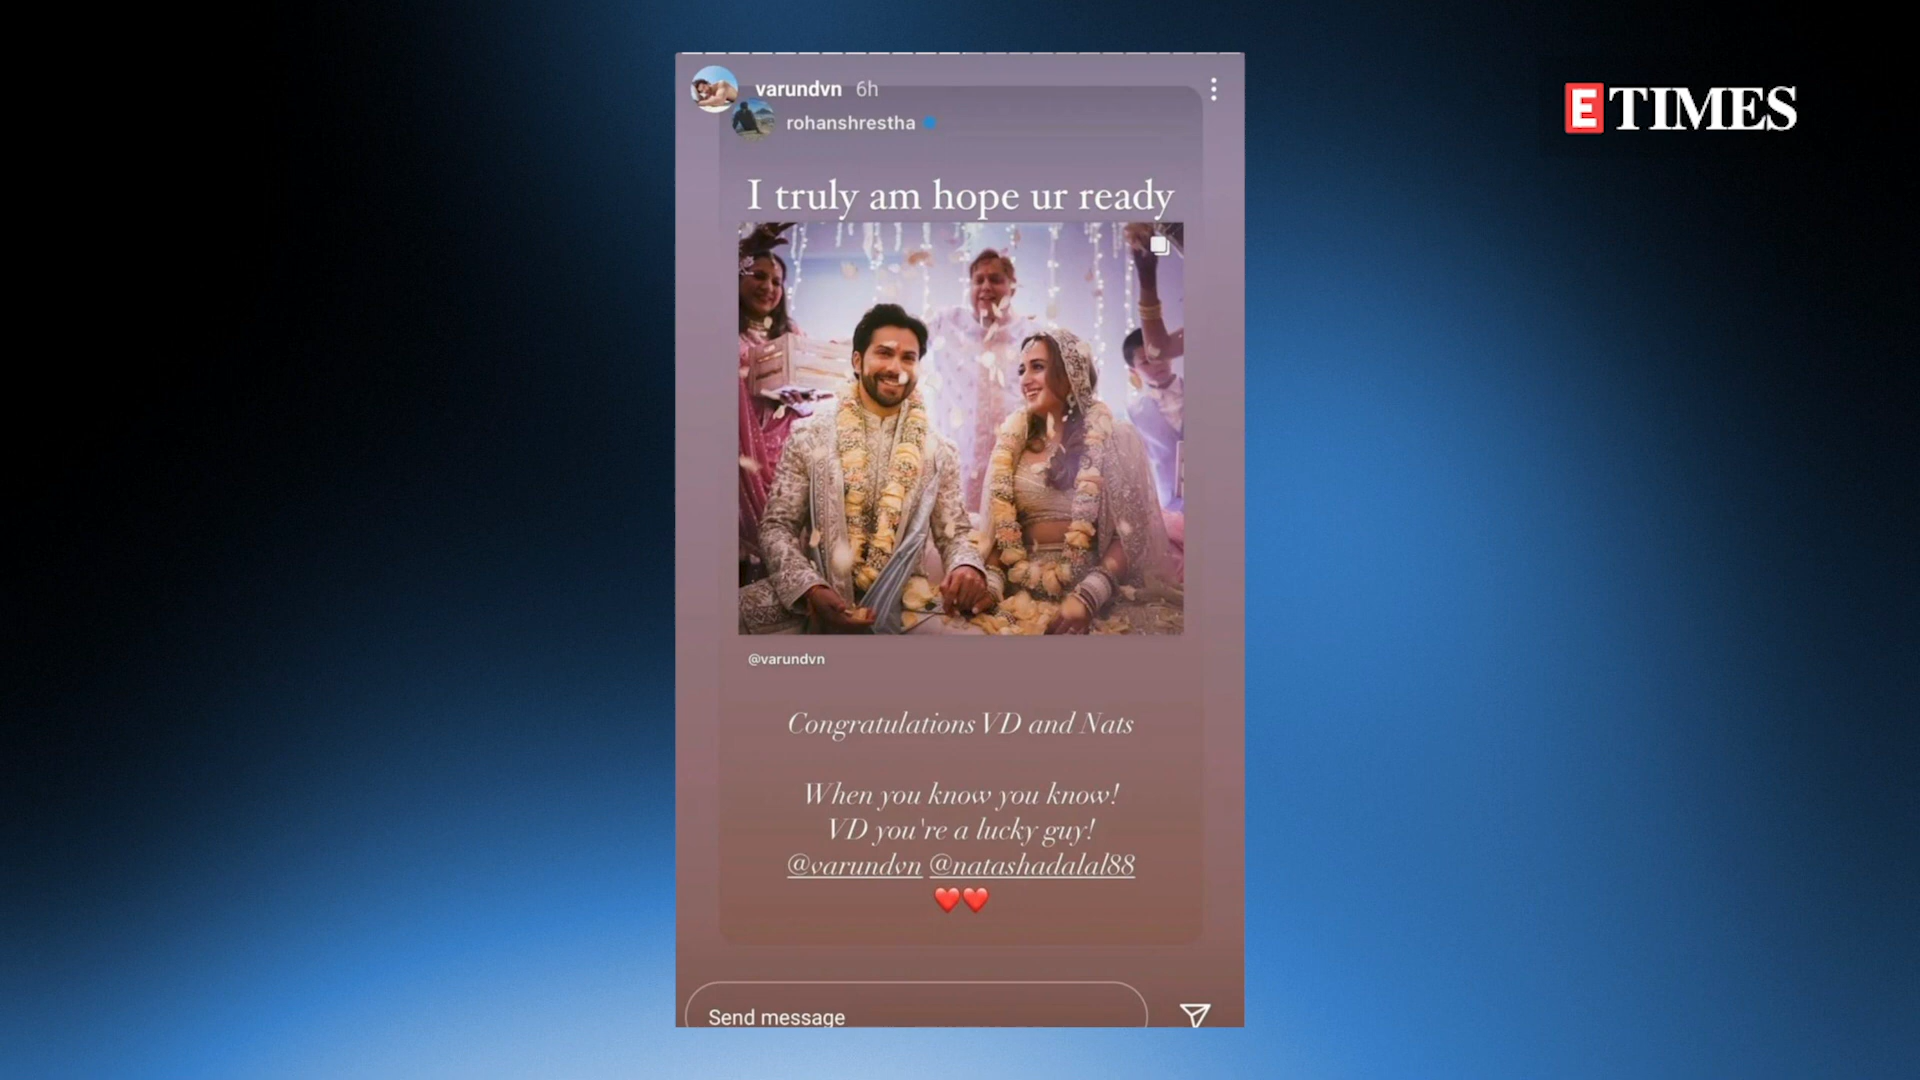 varundvn 6h
rohanshrestha
I truly am hope ur ready
@varundvn
Congratulations VD and Nats
When you know you know!
VD you're a lucky guy!
@varundvn @natashadalal88
❤️❤️
Send message
E TIMES